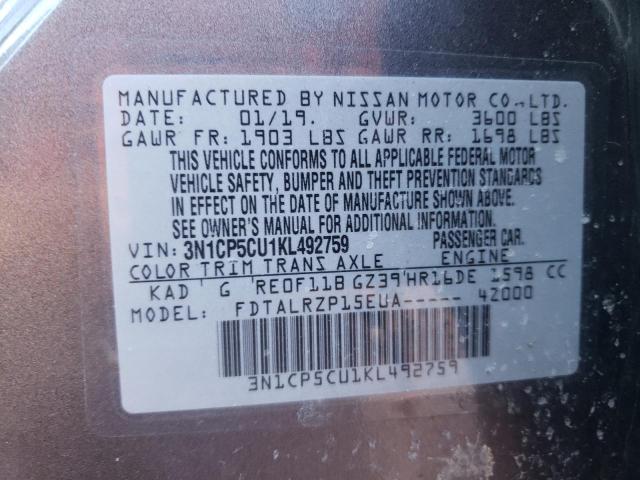 MANUFACTURED BY NISSAN MOTOR CO.,LTD.
DATE: 01/19. GVWR: 3600 LBS
GAWR FR: 1903 LBS GAWR RR: 1698 LBS
THIS VEHICLE CONFORMS TO ALL APPLICABLE FEDERAL MOTOR
VEHICLE SAFETY, BUMPER AND THEFT PREVENTION STANDARDS
IN EFFECT ON THE DATE OF MANUFACTURE SHOWN ABOVE.
SEE OWNER'S MANUAL FOR ADDITIONAL INFORMATION.
VIN: 3N1CP5CU1KL492759 PASSENGER CAR.
COLOR TRIM TRANS AXLE ENGINE
KAD ' G 'RE0F11B GZ39'HR16DE 1598 CC
MODEL: FDTALRZP15EUA----- 42000
3N1CP5CU1KL492759